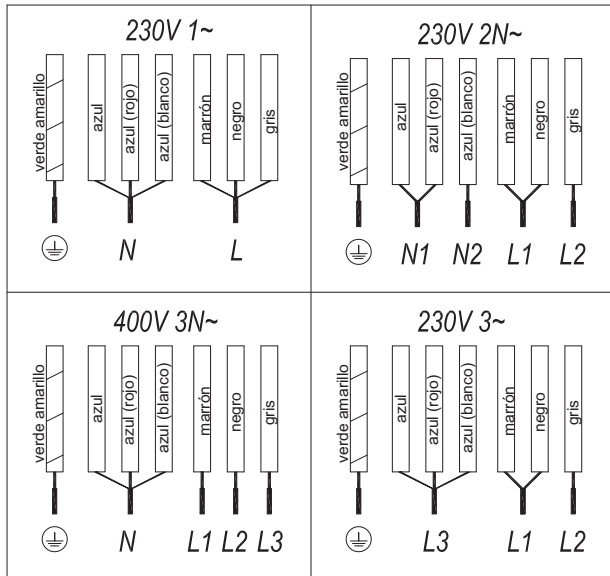 230V 1~
verde amarillo
azul
azul (rojo)
azul (blanco)
marrón
negro
gris
N
L
230V 2N~
verde amarillo
azul
azul (rojo)
azul (blanco)
marrón
negro
gris
N1 N2 L1 L2
400V 3N~
verde amarillo
azul
azul (rojo)
azul (blanco)
marrón
negro
gris
N L1 L2 L3
230V 3~
verde amarillo
azul
azul (rojo)
azul (blanco)
marrón
negro
gris
L3 L1 L2